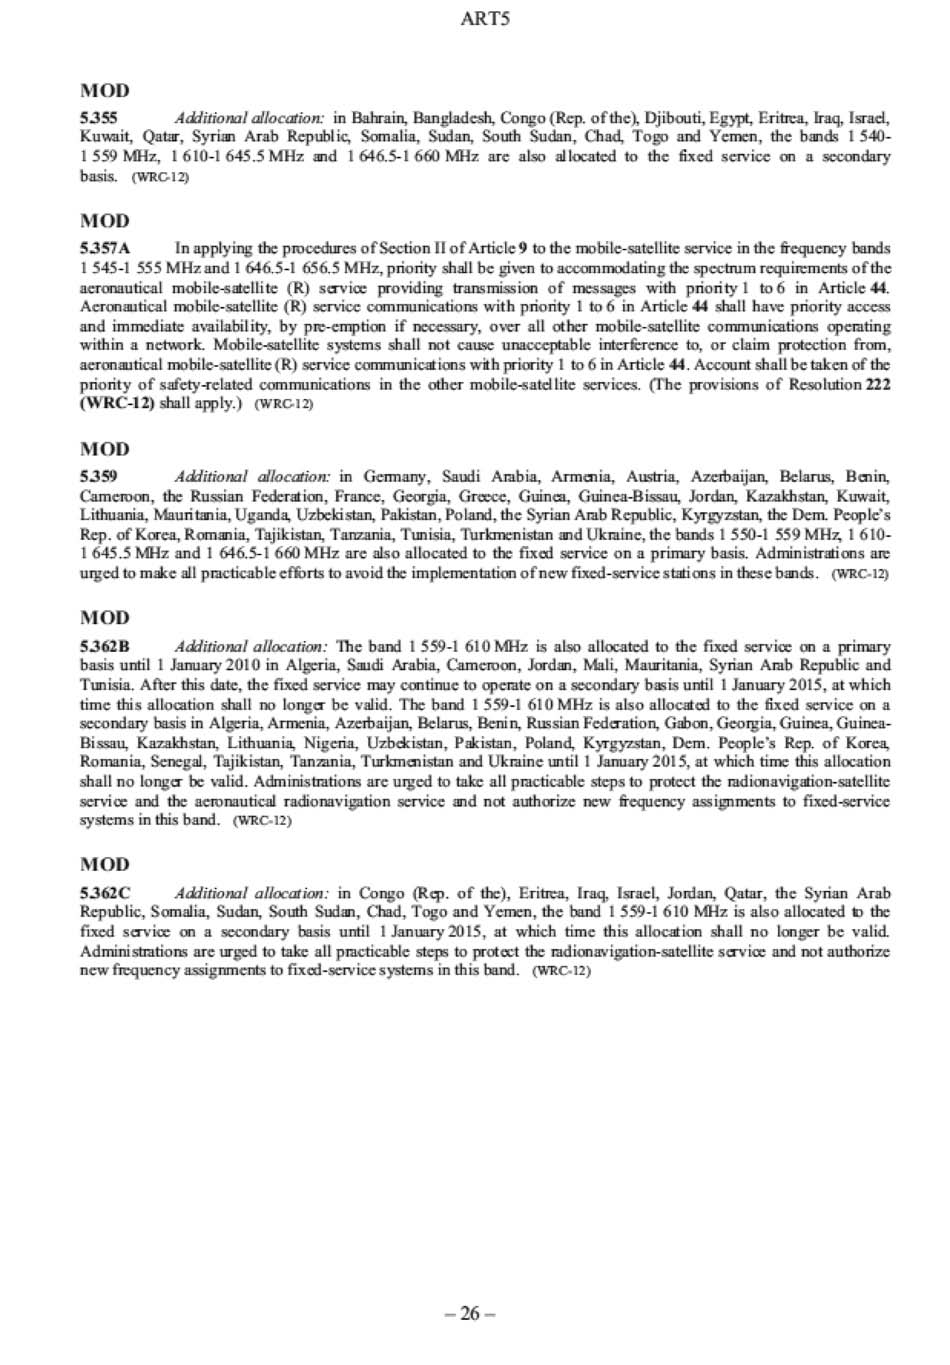 ART5
MOD
5.355 Additional allocation: in Bahrain, Bangladesh, Congo (Rep. of the), Djibouti, Egypt, Eritrea, Iraq, Israel,
Kuwait, Qatar, Syrian Arab Republic, Somalia, Sudan, South Sudan, Chad, Togo and Yemen, the bands 1 540-
1 559 MHz, 1 610-1 645.5 MHz and 1 646.5-1 660 MHz are also allocated to the fixed service on a secondary
basis. (WRC-12)
MOD
5.357A In applying the procedures of Section II of Article 9 to the mobile-satellite service in the frequency bands
1 545-1 555 MHz and 1 646.5-1 656.5 MHz, priority shall be given to accommodating the spectrum requirements of the
aeronautical mobile-satellite (R) service providing transmission of messages with priority 1 to 6 in Article 44.
Aeronautical mobile-satellite (R) service communications with priority 1 to 6 in Article 44 shall have priority access
and immediate availability, by pre-emption if necessary, over all other mobile-satellite communications operating
within a network. Mobile-satellite systems shall not cause unacceptable interference to, or claim protection from,
aeronautical mobile-satellite (R) service communications with priority 1 to 6 in Article 44. Account shall be taken of the
priority of safety-related communications in the other mobile-satellite services. (The provisions of Resolution 222
(WRC-12) shall apply.) (WRC-12)
MOD
5.359 Additional allocation: in Germany, Saudi Arabia, Armenia, Austria, Azerbaijan, Belarus, Benin,
Cameroon, the Russian Federation, France, Georgia, Greece, Guinea, Guinea-Bissau, Jordan, Kazakhstan, Kuwait,
Lithuania, Mauritania, Uganda, Uzbekistan, Pakistan, Poland, the Syrian Arab Republic, Kyrgyzstan, the Dem. People's
Rep. of Korea, Romania, Tajikistan, Tanzania, Tunisia, Turkmenistan and Ukraine, the bands 1 550-1 559 MHz, 1 610-
1 645.5 MHz and 1 646.5-1 660 MHz are also allocated to the fixed service on a primary basis. Administrations are
urged to make all practicable efforts to avoid the implementation of new fixed-service stations in these bands. (WRC-12)
MOD
5.362B Additional allocation: The band 1 559-1 610 MHz is also allocated to the fixed service on a primary
basis until 1 January 2010 in Algeria, Saudi Arabia, Cameroon, Jordan, Mali, Mauritania, Syrian Arab Republic and
Tunisia. After this date, the fixed service may continue to operate on a secondary basis until 1 January 2015, at which
time this allocation shall no longer be valid. The band 1 559-1 610 MHz is also allocated to the fixed service on a
secondary basis in Algeria, Armenia, Azerbaijan, Belarus, Benin, Russian Federation, Gabon, Georgia, Guinea, Guinea-
Bissau, Kazakhstan, Lithuania, Nigeria, Uzbekistan, Pakistan, Poland, Kyrgyzstan, Dem. People's Rep. of Korea,
Romania, Senegal, Tajikistan, Tanzania, Turkmenistan and Ukraine until 1 January 2015, at which time this allocation
shall no longer be valid. Administrations are urged to take all practicable steps to protect the radionavigation-satellite
service and the aeronautical radionavigation service and not authorize new frequency assignments to fixed-service
systems in this band. (WRC-12)
MOD
5.362C Additional allocation: in Congo (Rep. of the), Eritrea, Iraq, Israel, Jordan, Qatar, the Syrian Arab
Republic, Somalia, Sudan, South Sudan, Chad, Togo and Yemen, the band 1 559-1 610 MHz is also allocated to the
fixed service on a secondary basis until 1 January 2015, at which time this allocation shall no longer be valid.
Administrations are urged to take all practicable steps to protect the radionavigation-satellite service and not authorize
new frequency assignments to fixed-service systems in this band. (WRC-12)
– 26 –